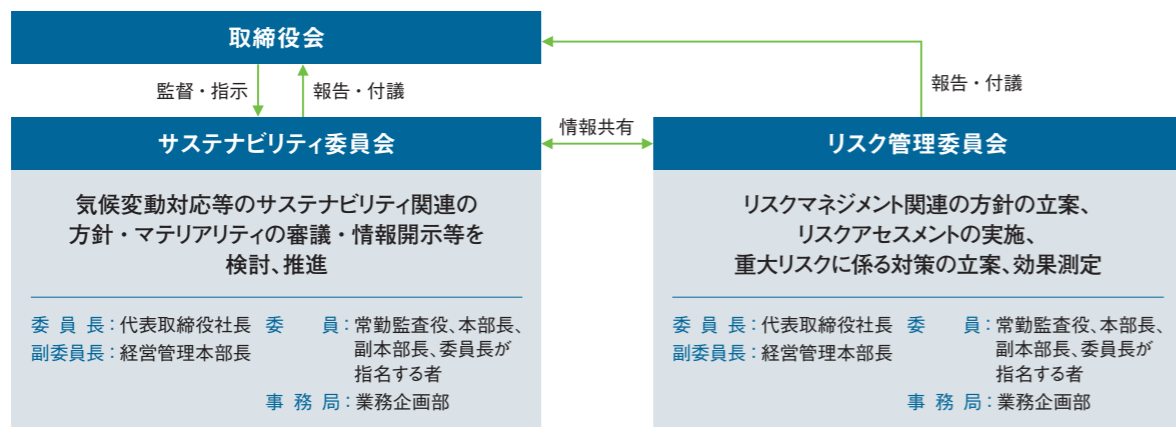 取締役会
監督・指示
報告・付議
報告・付議
サステナビリティ委員会
情報共有
リスク管理委員会
気候変動対応等のサステナビリティ関連の
方針・マテリアリティの審議・情報開示等を
検討、推進
委員長：代表取締役社長
副委員長：経営管理本部長
委員：常勤監査役、本部長、
副本部長、委員長が
指名する者
事務局：業務企画部
リスクマネジメント関連の方針の立案、
リスクアセスメントの実施、
重大リスクに係る対策の立案、効果測定
委員長：代表取締役社長
副委員長：経営管理本部長
委員：常勤監査役、本部長、
副本部長、委員長が
指名する者
事務局：業務企画部